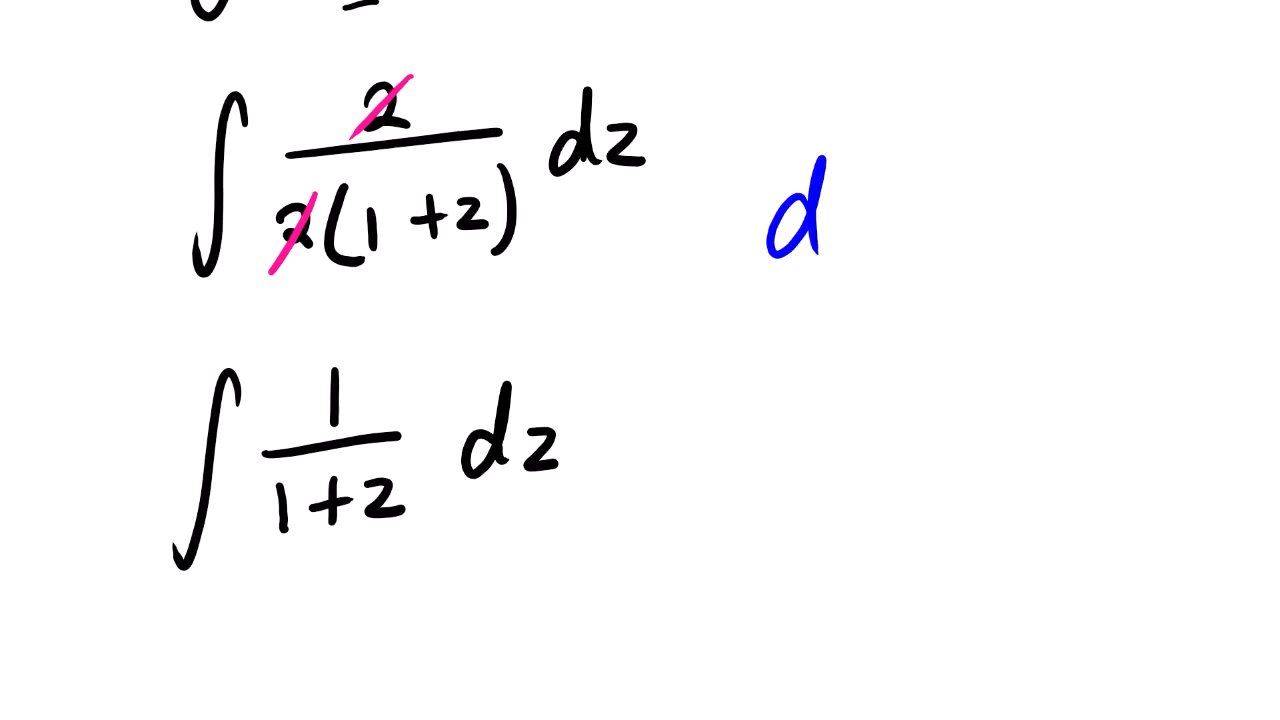 ∫ 2/2(1+z) dz
d
∫ 1/1+z dz